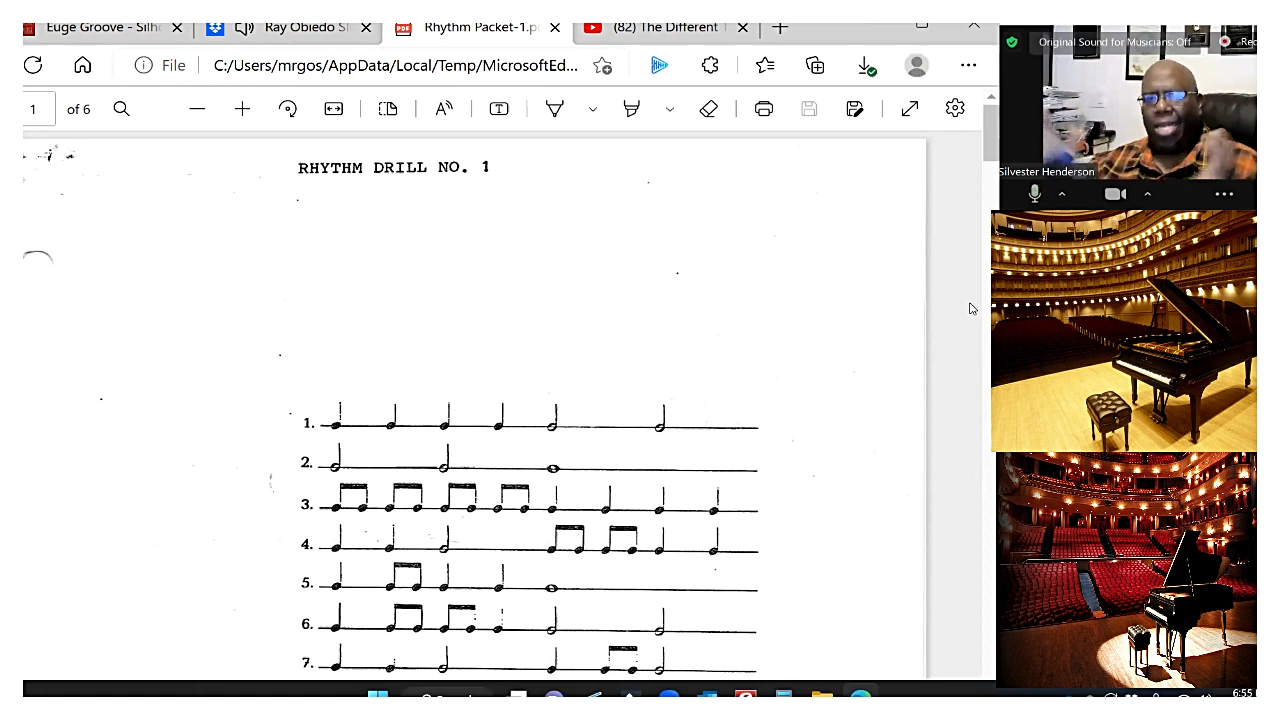 Euge Groove - Silh
Ray Obiedo S
Rhythm Packet-1.p
(82) The Different
File
C:/Users/mrgos/AppData/Local/Temp/MicrosoftEd...
1 of 6
RHYTHM DRILL NO. 1
1.
2.
3.
4.
5.
6.
7.
Original Sound for Musicians: Off
Rec
Silvester Henderson
6:55